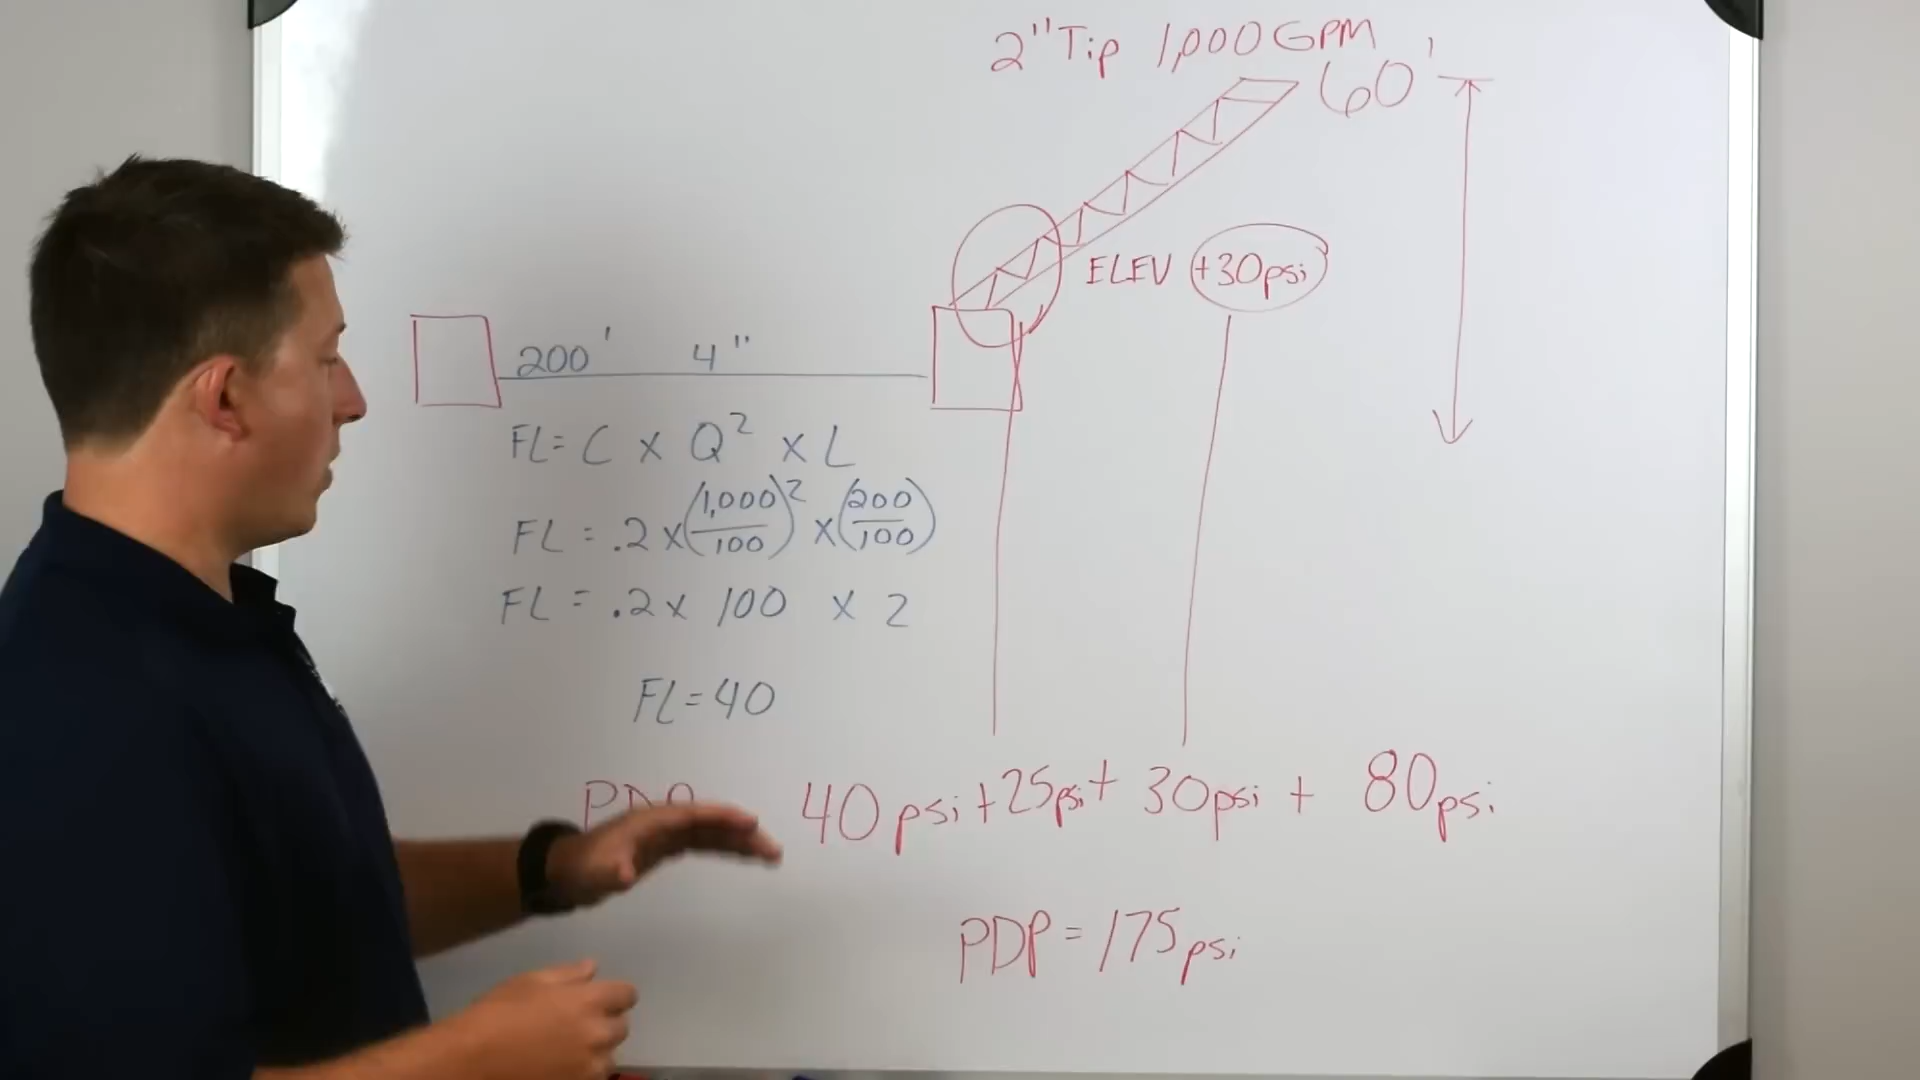 2" Tip 1,000 GPM
60'
ELEV +30psi
200' 4"
FL = C x Q² x L
FL = .2 x (1,000/100)² x (200/100)
FL = .2 x 100 x 2
FL = 40
PDP 40 psi + 25 psi + 30 psi + 80 psi
PDP = 175 psi